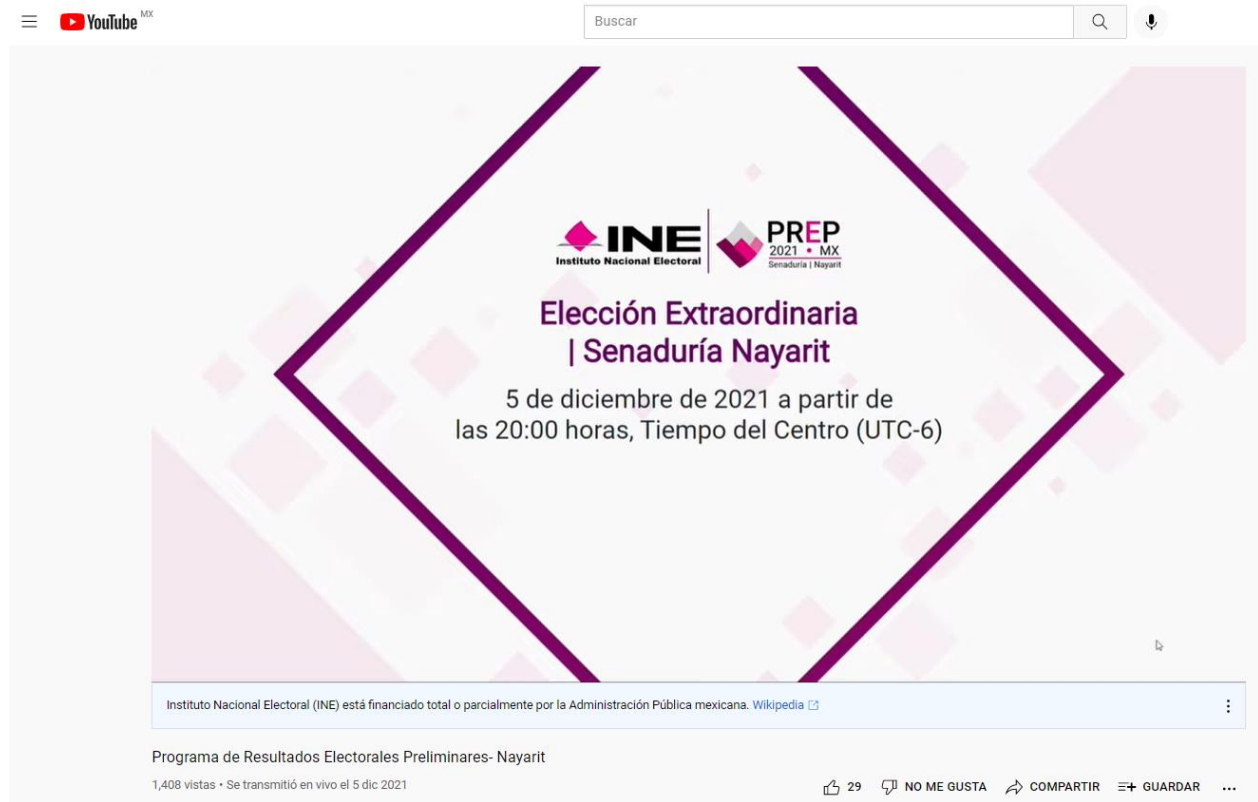 YouTube MX
Buscar
INE
Instituto Nacional Electoral
PREP
2021 • MX
Senaduría | Nayarit
Elección Extraordinaria
| Senaduría Nayarit
5 de diciembre de 2021 a partir de
las 20:00 horas, Tiempo del Centro (UTC-6)
Instituto Nacional Electoral (INE) está financiado total o parcialmente por la Administración Pública mexicana. Wikipedia
Programa de Resultados Electorales Preliminares- Nayarit
1,408 vistas • Se transmitió en vivo el 5 dic 2021
29 NO ME GUSTA COMPARTIR GUARDAR